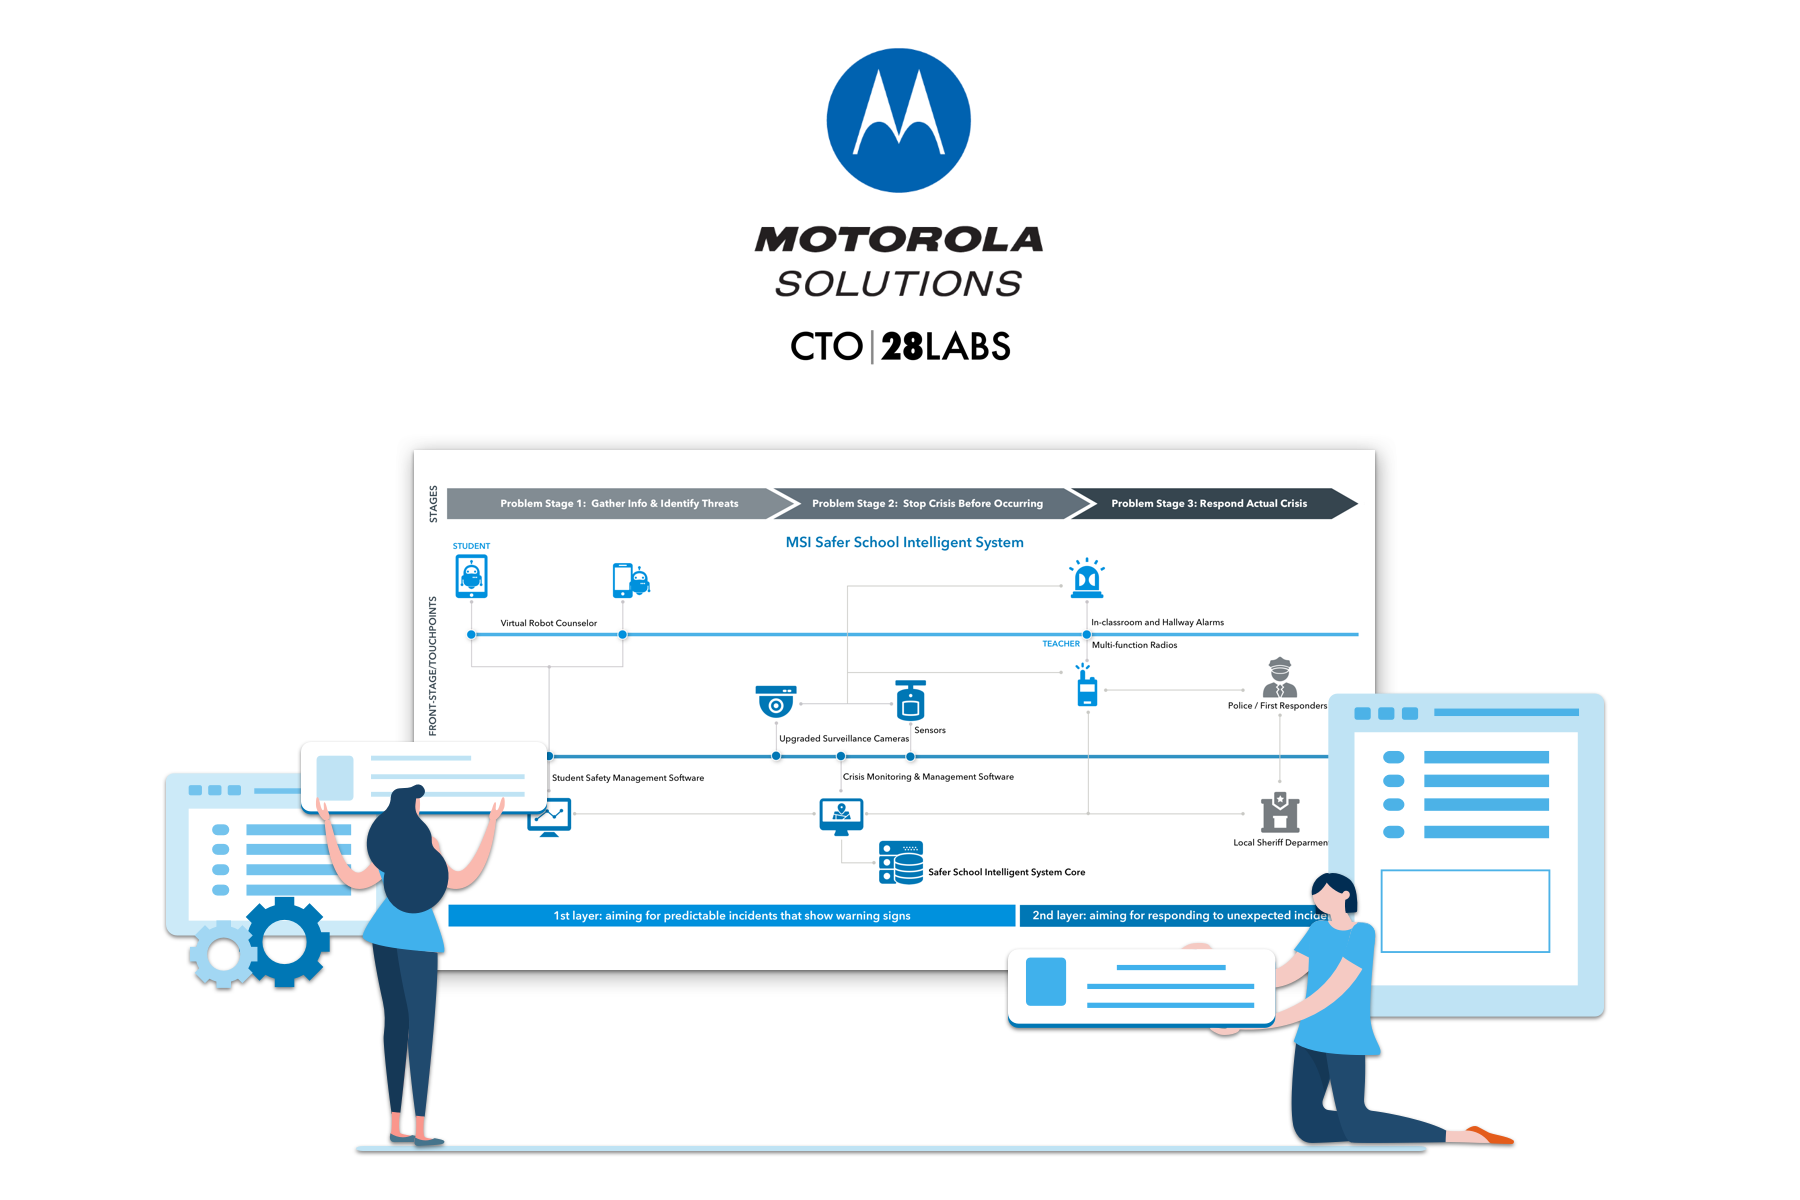 MOTOROLA
SOLUTIONS
CTO | 28LABS
STAGES
Problem Stage 1: Gather Info & Identify Threats
Problem Stage 2: Stop Crisis Before Occurring
Problem Stage 3: Respond Actual Crisis
MSI Safer School Intelligent System
STUDENT
FRONT-STAGE/TOUCHPOINTS
Virtual Robot Counselor
In-classroom and Hallway Alarms
TEACHER
Multi-function Radios
Police / First Responders
Sensors
Upgraded Surveillance Cameras
Student Safety Management Software
Crisis Monitoring & Management Software
Local Sheriff Departmen
Safer School Intelligent System Core
1st layer: aiming for predictable incidents that show warning signs
2nd layer: aiming for responding to unexpected incide